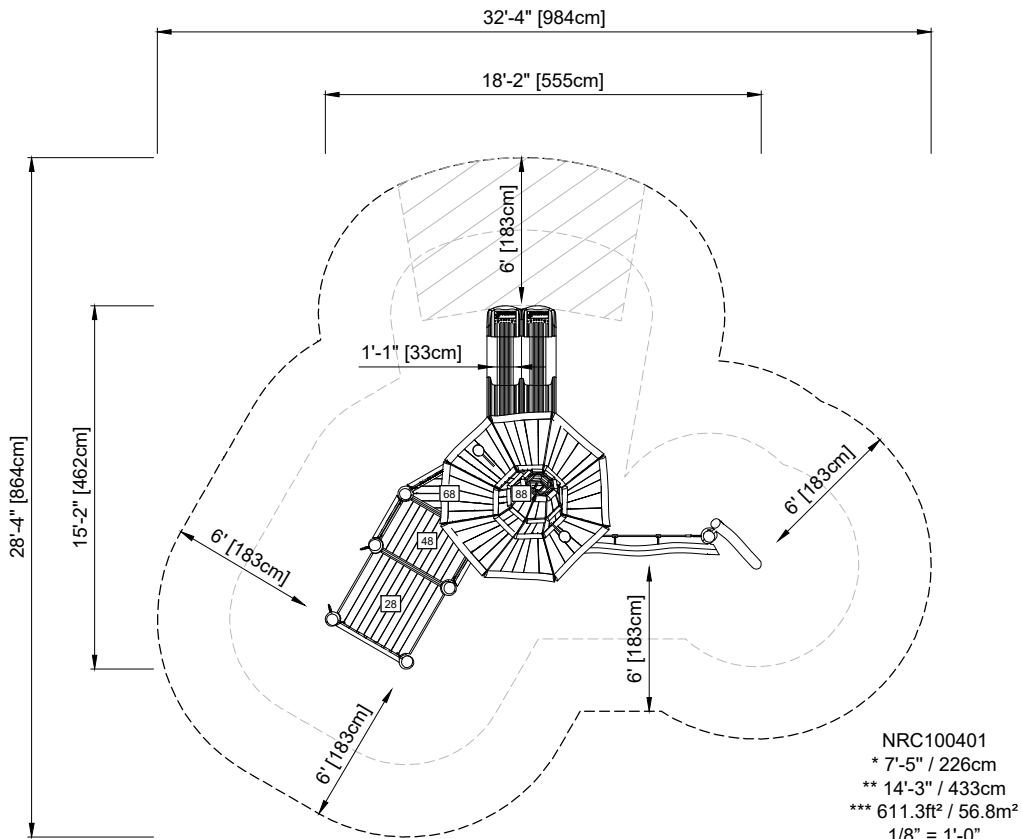 32'-4" [984cm]
18'-2" [555cm]
6' [183cm]
1'-1" [33cm]
28'-4" [864cm]
15'-2" [462cm]
6' [183cm]
68
88
48
28
6' [183cm]
6' [183cm]
6' [183cm]
NRC100401
* 7'-5" / 226cm
** 14'-3" / 433cm
*** 611.3ft² / 56.8m²
1/8” = 1'-0”